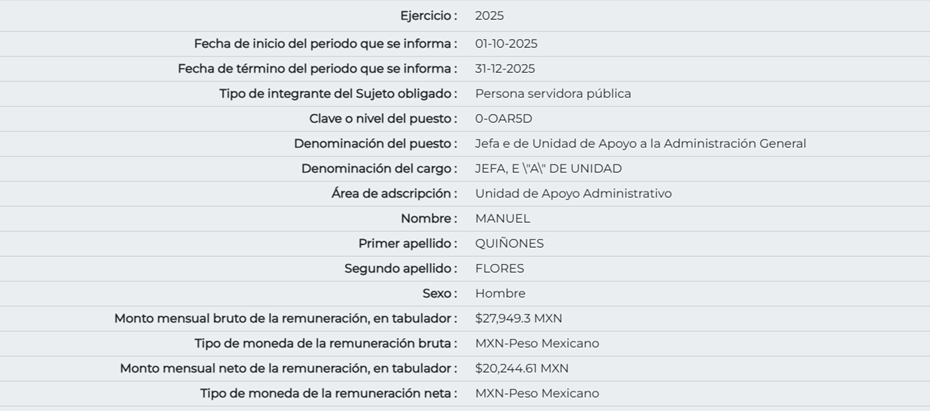 Ejercicio : 2025
Fecha de inicio del periodo que se informa : 01-10-2025
Fecha de término del periodo que se informa : 31-12-2025
Tipo de integrante del Sujeto obligado : Persona servidora pública
Clave o nivel del puesto : 0-OAR5D
Denominación del puesto : Jefa e de Unidad de Apoyo a la Administración General
Denominación del cargo : JEFA, E \"A\" DE UNIDAD
Área de adscripción : Unidad de Apoyo Administrativo
Nombre : MANUEL
Primer apellido : QUIÑONES
Segundo apellido : FLORES
Sexo : Hombre
Monto mensual bruto de la remuneración, en tabulador : $27,949.3 MXN
Tipo de moneda de la remuneración bruta : MXN-Peso Mexicano
Monto mensual neto de la remuneración, en tabulador : $20,244.61 MXN
Tipo de moneda de la remuneración neta : MXN-Peso Mexicano